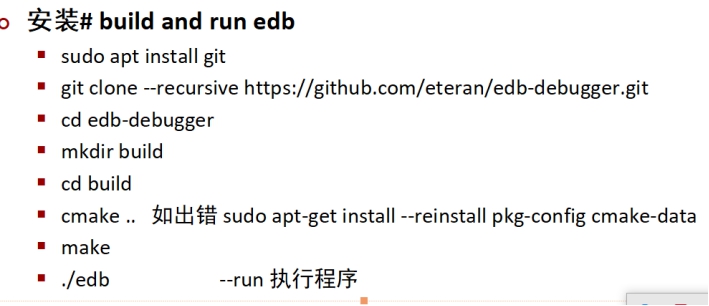 安装# build and run edb
sudo apt install git
git clone --recursive https://github.com/eteran/edb-debugger.git
cd edb-debugger
mkdir build
cd build
cmake .. 如出错 sudo apt-get install --reinstall pkg-config cmake-data
make
./edb --run 执行程序